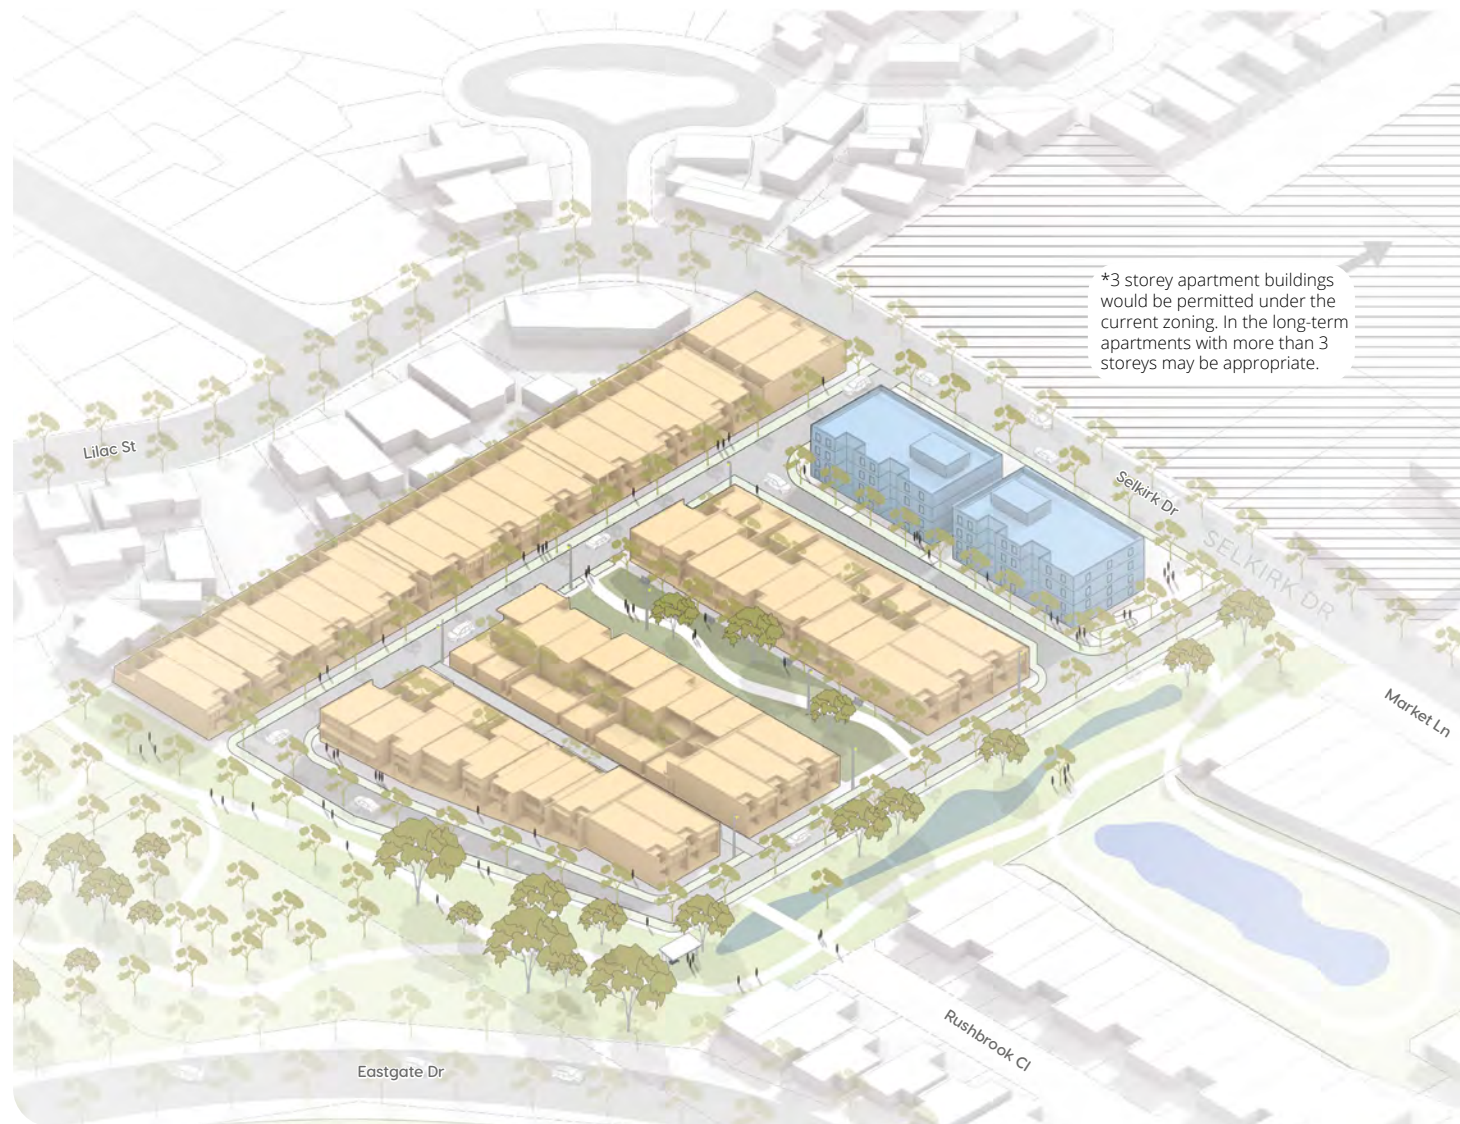 *3 storey apartment buildings
would be permitted under the
current zoning. In the long-term
apartments with more than 3
storeys may be appropriate.
Lilac St
Selkirk Dr
SELKIRK DR
Market Ln
Rushbrook Cl
Eastgate Dr